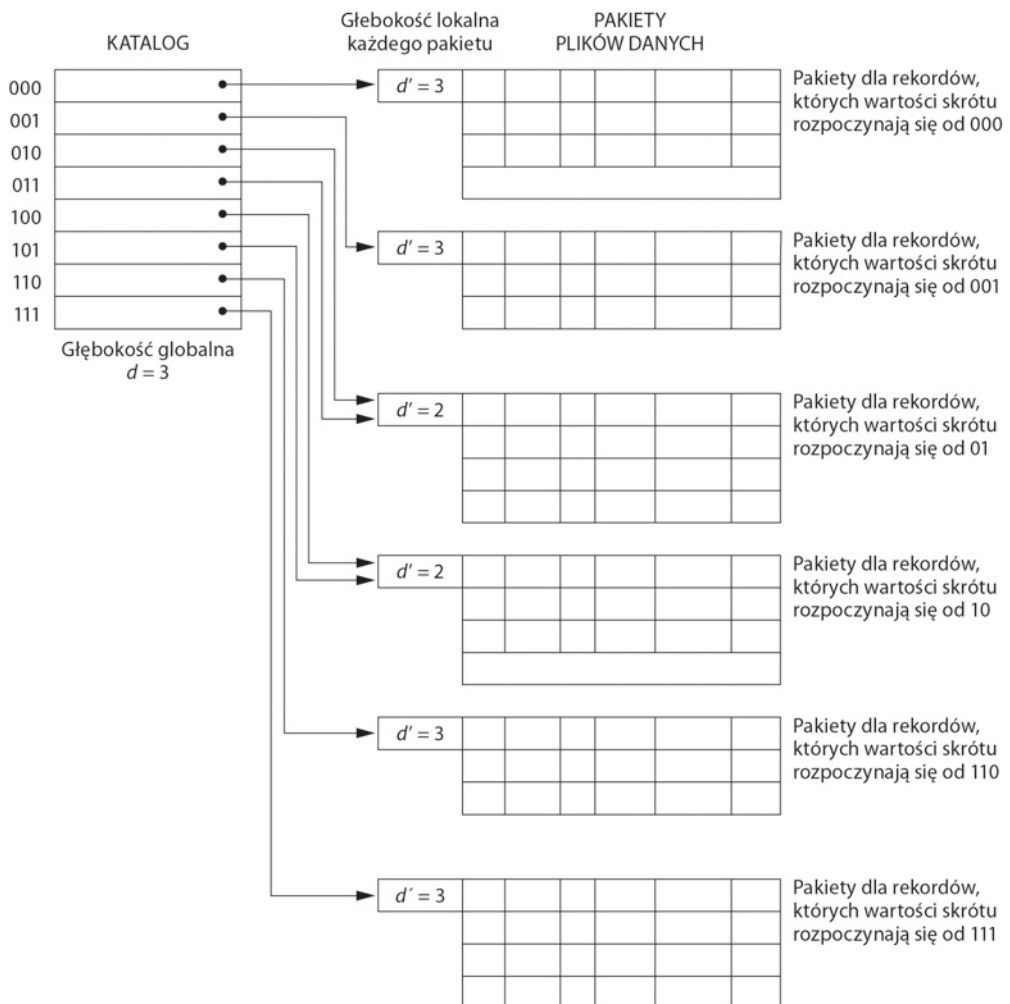 KATALOG
Głebokość lokalna
każdego pakietu
PAKIETY
PLIKÓW DANYCH
000
001
010
011
100
101
110
111
Głębokość globalna
d = 3
d' = 3
Pakiety dla rekordów,
których wartości skrótu
rozpoczynają się od 000
d' = 3
Pakiety dla rekordów,
których wartości skrótu
rozpoczynają się od 001
d' = 2
Pakiety dla rekordów,
których wartości skrótu
rozpoczynają się od 01
d' = 2
Pakiety dla rekordów,
których wartości skrótu
rozpoczynają się od 10
d' = 3
Pakiety dla rekordów,
których wartości skrótu
rozpoczynają się od 110
d´ = 3
Pakiety dla rekordów,
których wartości skrótu
rozpoczynają się od 111